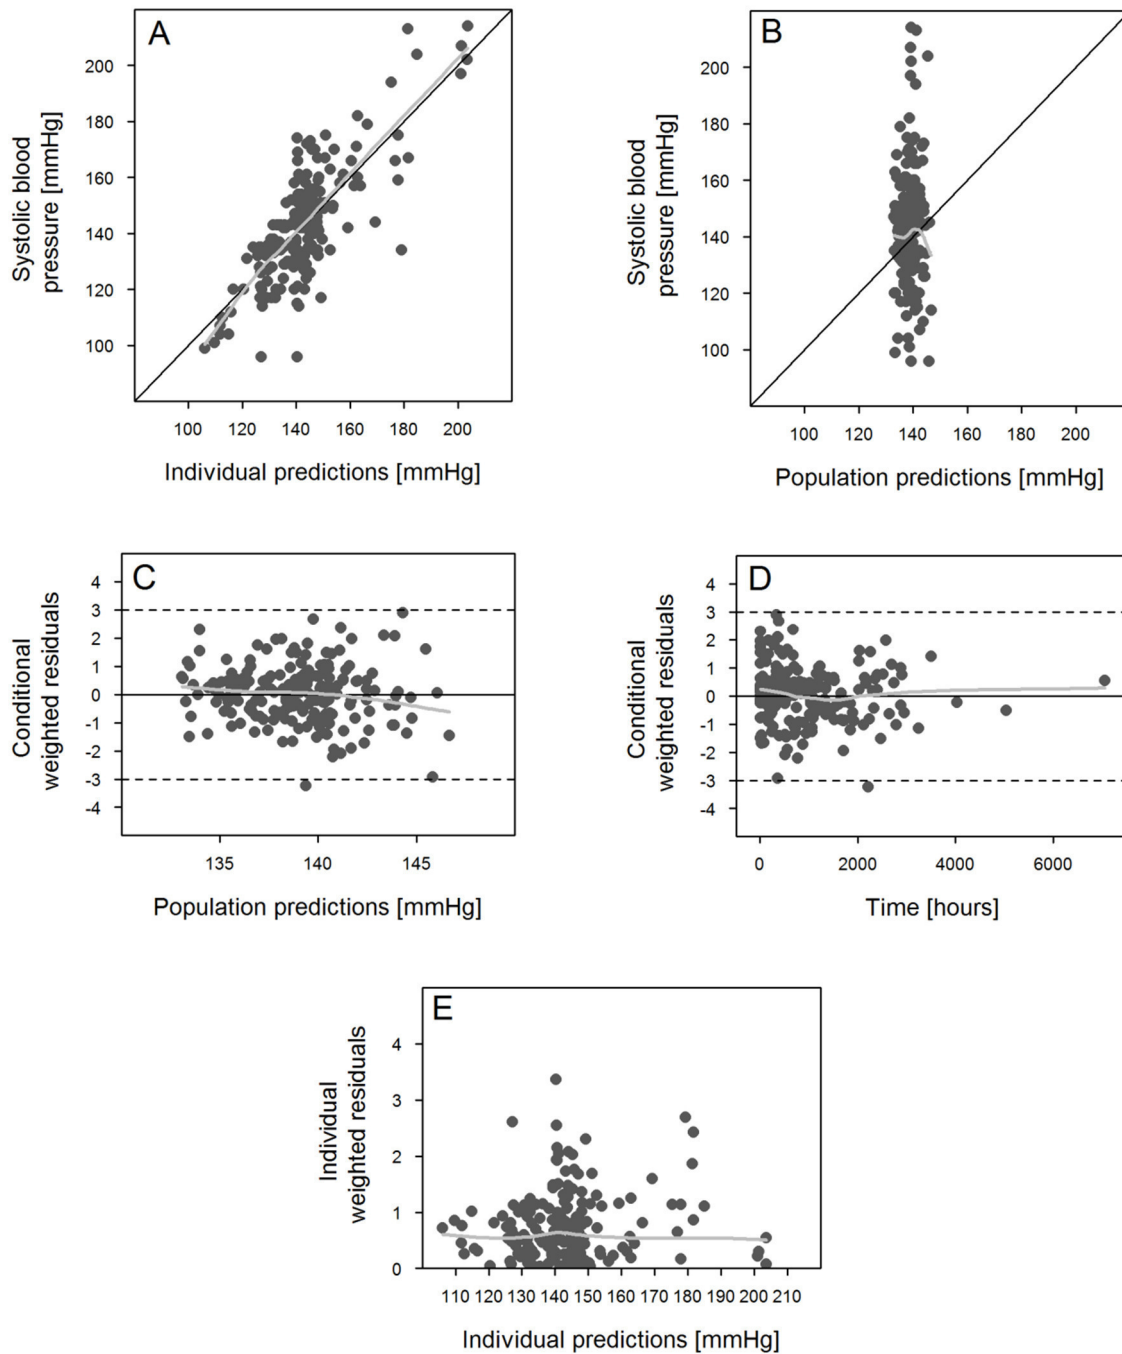 A
Systolic blood
pressure [mmHg]
200
180
160
140
120
100
100 120 140 160 180 200
Individual predictions [mmHg]
B
Systolic blood
pressure [mmHg]
200
180
160
140
120
100
100 120 140 160 180 200
Population predictions [mmHg]
C
Conditional
weighted residuals
4
3
2
1
0
-1
-2
-3
-4
135 140 145
Population predictions [mmHg]
D
Conditional
weighted residuals
4
3
2
1
0
-1
-2
-3
-4
0 2000 4000 6000
Time [hours]
E
Individual
weighted residuals
4
3
2
1
0
110 120 130 140 150 160 170 180 190 200 210
Individual predictions [mmHg]